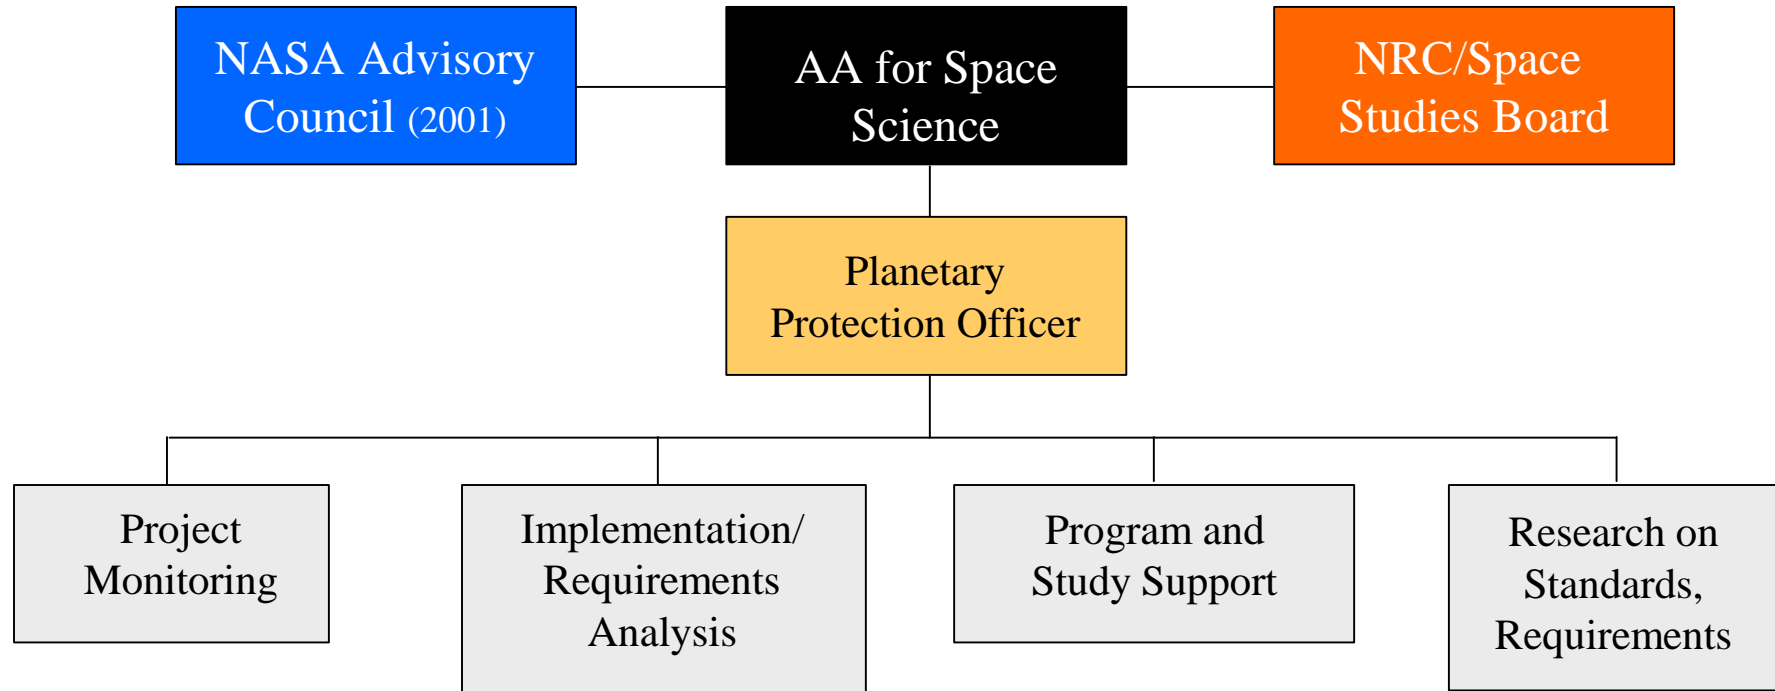 NASA Advisory
Council (2001)
AA for Space
Science
NRC/Space
Studies Board
Planetary
Protection Officer
Project
Monitoring
Implementation/
Requirements
Analysis
Program and
Study Support
Research on
Standards,
Requirements